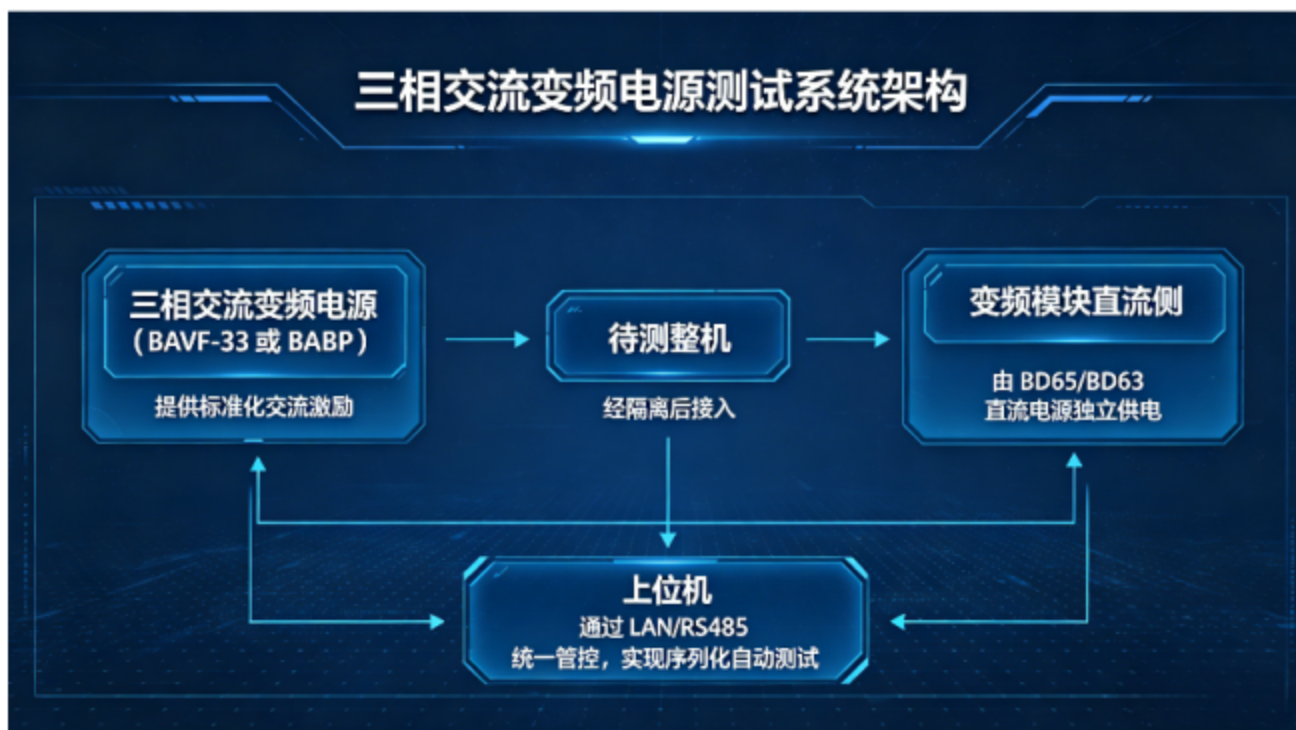 三相交流变频电源测试系统架构
三相交流变频电源
（BAVF-33 或 BABP）
提供标准化交流激励
待测整机
经隔离后接入
变频模块直流侧
由 BD65/BD63
直流电源独立供电
上位机
通过 LAN/RS485
统一管控，实现序列化自动测试